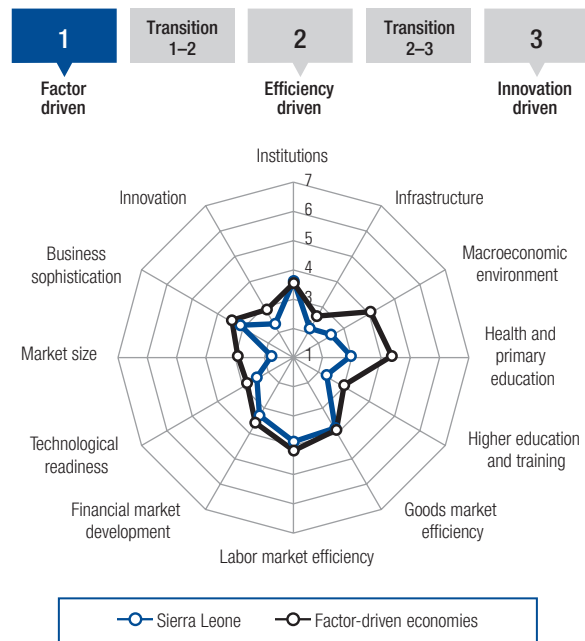 1
Transition
1–2
2
Transition
2–3
3
Factor
driven
Efficiency
driven
Innovation
driven
Institutions
Innovation
Infrastructure
Business
sophistication
Macroeconomic
environment
Market size
Health and
primary
education
Technological
readiness
Higher education
and training
Financial market
development
Goods market
efficiency
Labor market efficiency
7
6
5
4
3
1
Sierra Leone
Factor-driven economies